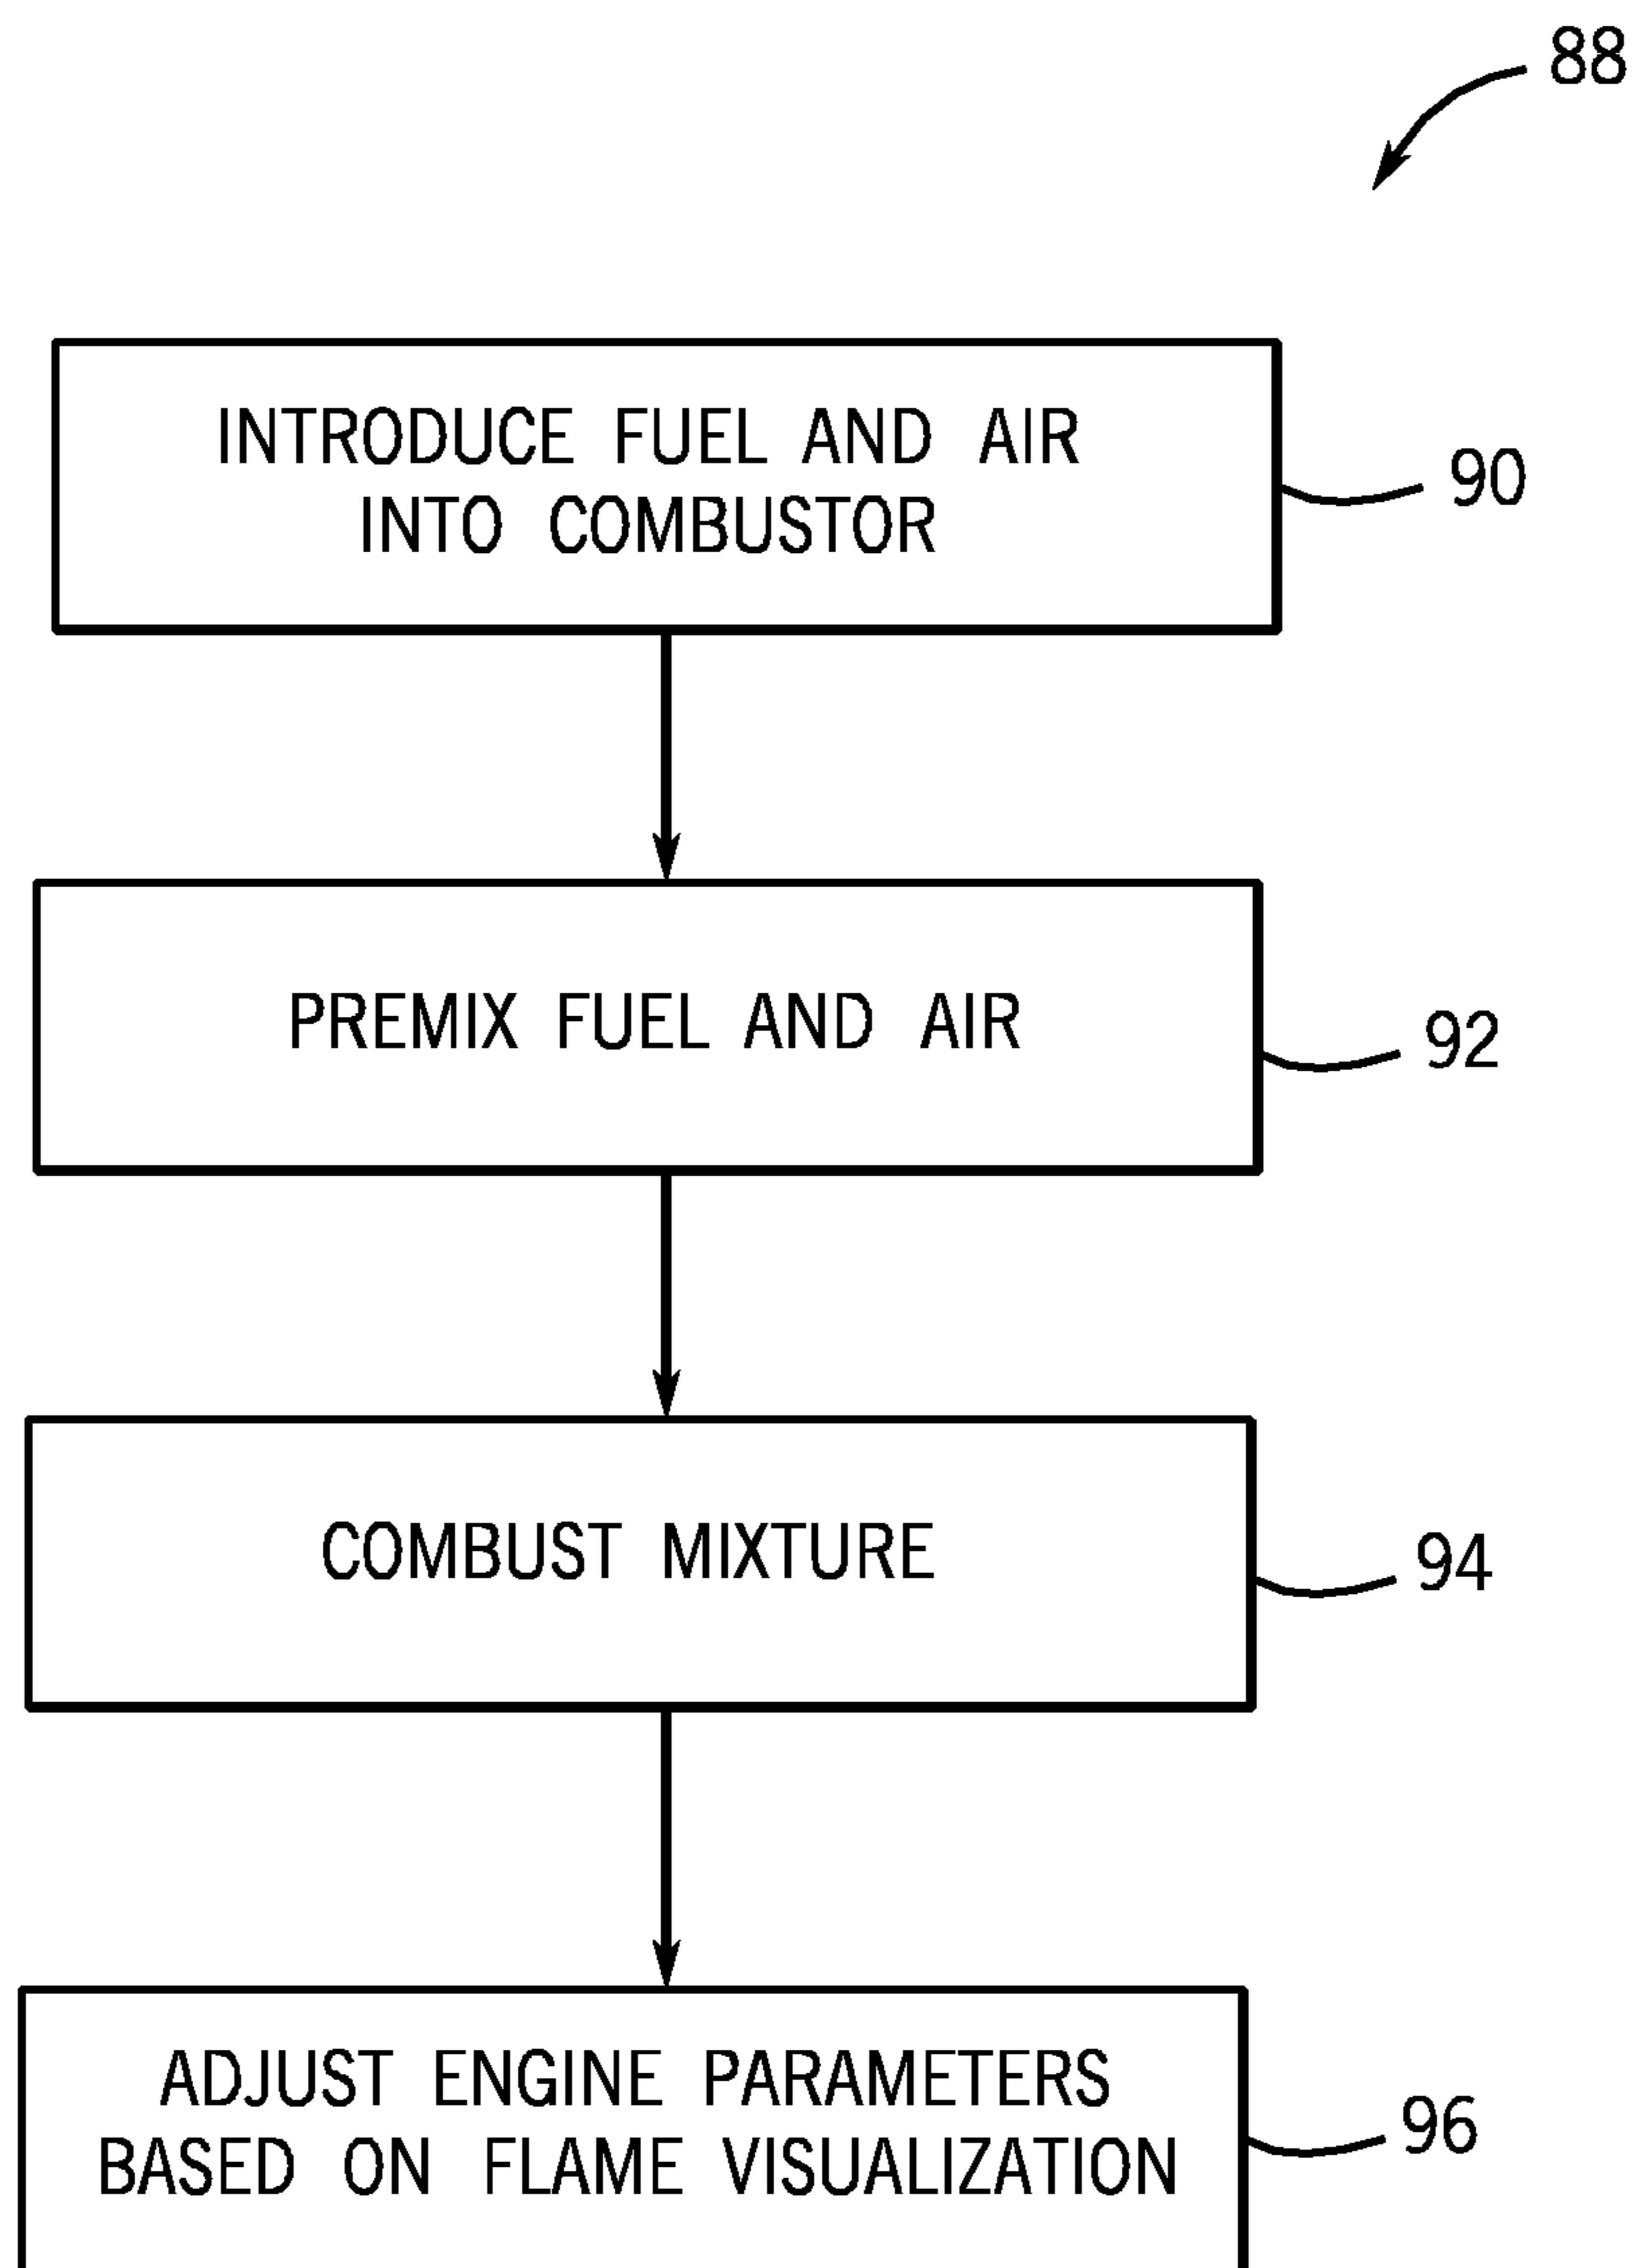 88
INTRODUCE FUEL AND AIR
INTO COMBUSTOR
90
PREMIX FUEL AND AIR
92
COMBUST MIXTURE
94
ADJUST ENGINE PARAMETERS
BASED ON FLAME VISUALIZATION
96